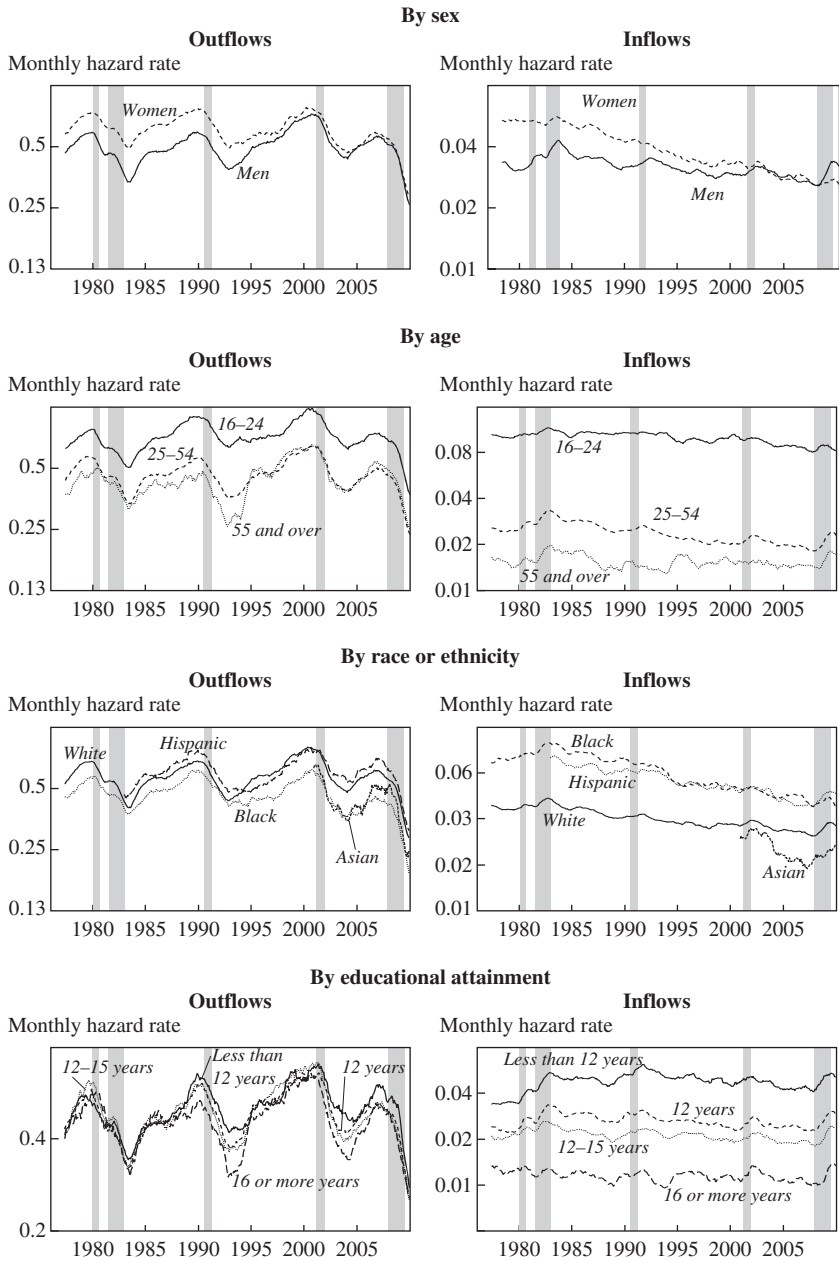 By sex
Outflows
Monthly hazard rate
Women
0.5
Men
0.25
0.13
1980 1985 1990 1995 2000 2005
Inflows
Monthly hazard rate
Women
0.04
Men
0.02
0.01
1980 1985 1990 1995 2000 2005
By age
Outflows
Monthly hazard rate
16–24
0.5
25–54
55 and over
0.25
0.13
1980 1985 1990 1995 2000 2005
Inflows
Monthly hazard rate
0.08
16–24
0.04
25–54
0.02
55 and over
0.01
1980 1985 1990 1995 2000 2005
By race or ethnicity
Outflows
Monthly hazard rate
White
Hispanic
0.5
Black
0.25
Asian
0.13
1980 1985 1990 1995 2000 2005
Inflows
Monthly hazard rate
Black
0.06
Hispanic
0.03
White
0.02
Asian
0.01
1980 1985 1990 1995 2000 2005
By educational attainment
Outflows
Monthly hazard rate
12–15 years
Less than
12 years
12 years
0.4
16 or more years
0.2
1980 1985 1990 1995 2000 2005
Inflows
Monthly hazard rate
Less than 12 years
0.04
12 years
0.02
12–15 years
0.01
16 or more years
1980 1985 1990 1995 2000 2005